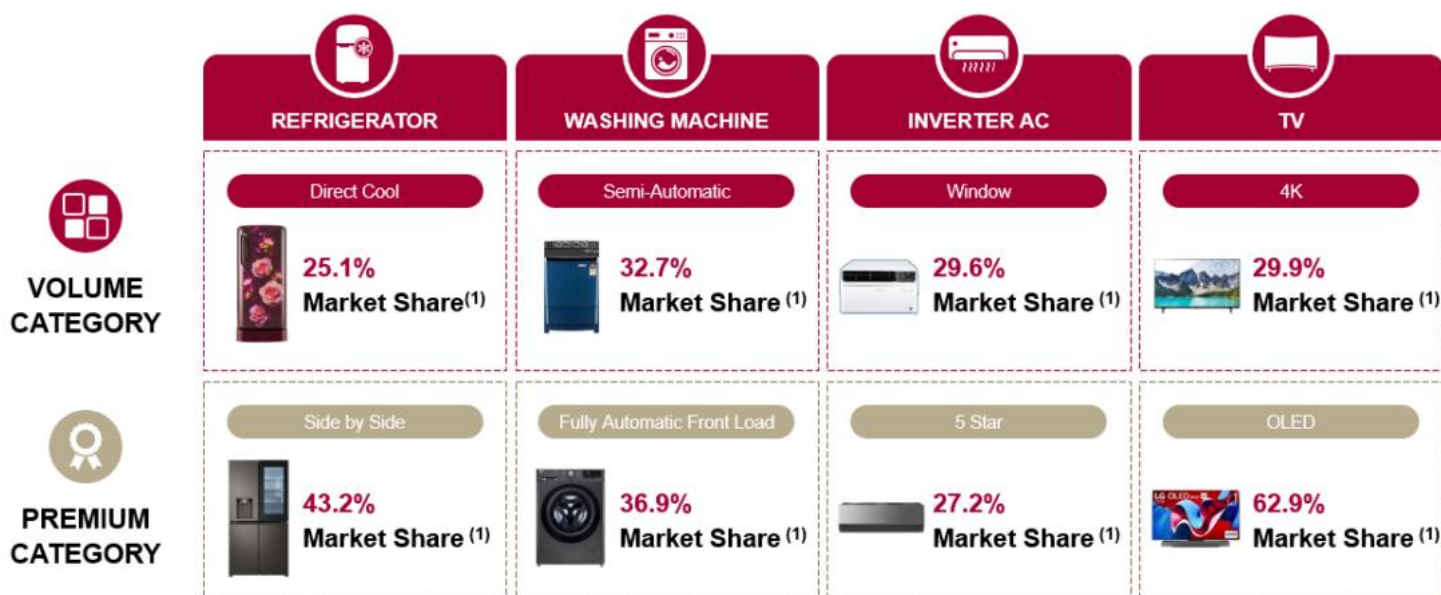 REFRIGERATOR
WASHING MACHINE
INVERTER AC
TV
VOLUME
CATEGORY
Direct Cool
25.1%
Market Share(1)
Semi-Automatic
32.7%
Market Share (1)
Window
29.6%
Market Share (1)
4K
29.9%
Market Share (1)
PREMIUM
CATEGORY
Side by Side
43.2%
Market Share (1)
Fully Automatic Front Load
36.9%
Market Share (1)
5 Star
27.2%
Market Share (1)
OLED
LG OLED
62.9%
Market Share (1)